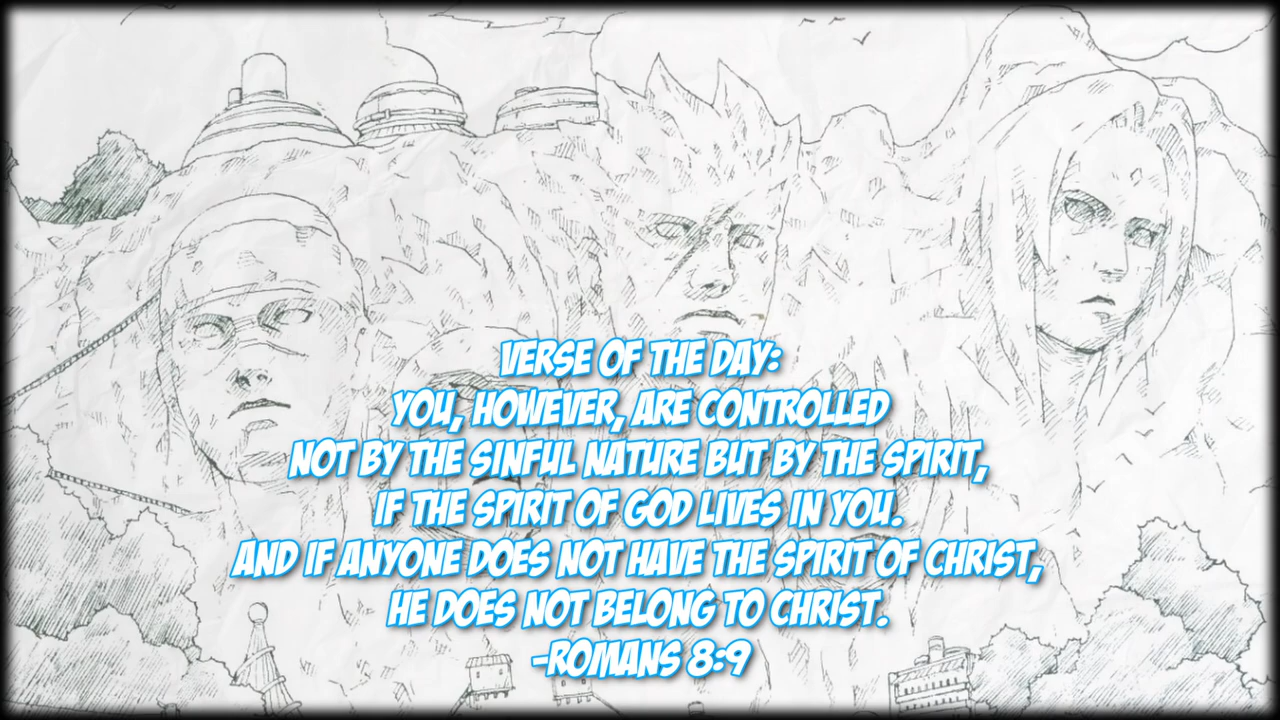 VERSE OF THE DAY:
YOU, HOWEVER, ARE CONTROLLED
NOT BY THE SINFUL NATURE BUT BY THE SPIRIT,
IF THE SPIRIT OF GOD LIVES IN YOU.
AND IF ANYONE DOES NOT HAVE THE SPIRIT OF CHRIST,
HE DOES NOT BELONG TO CHRIST.
-ROMANS 8:9